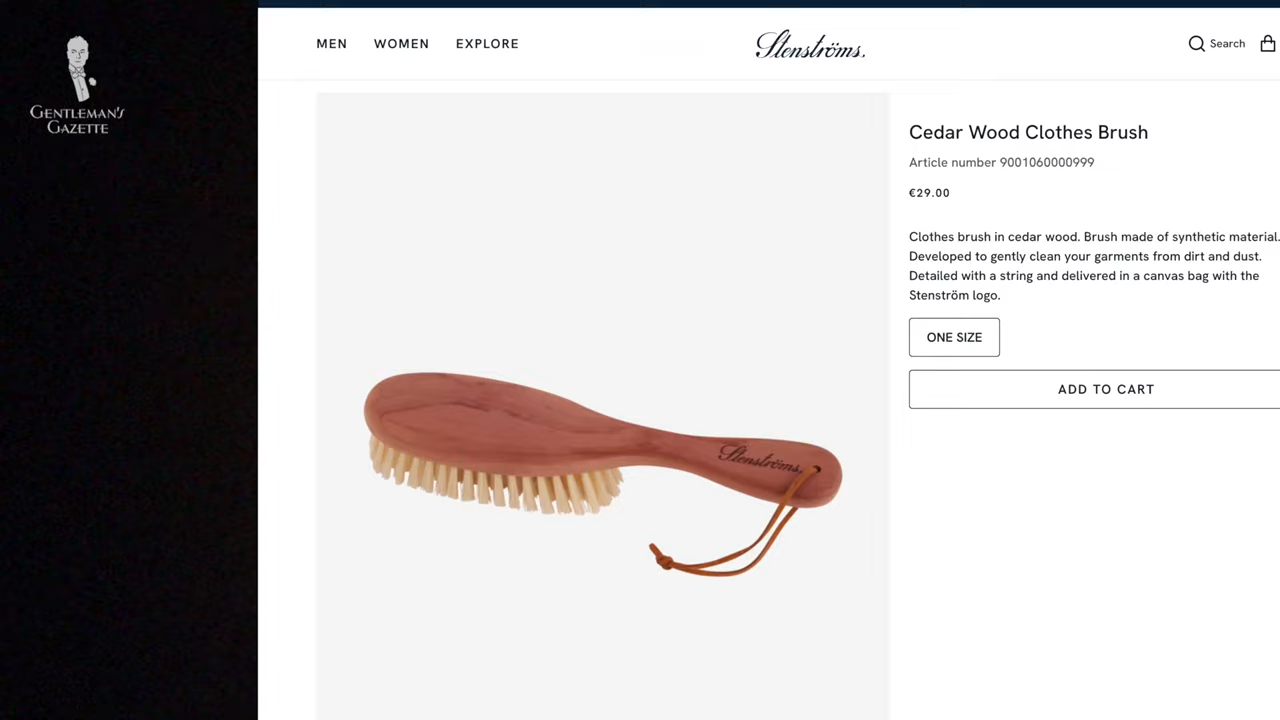 GENTLEMAN'S
GAZETTE
MEN WOMEN EXPLORE
Stenströms.
Search
Cedar Wood Clothes Brush
Article number 9001060000999
€29.00
Clothes brush in cedar wood. Brush made of synthetic material.
Developed to gently clean your garments from dirt and dust.
Detailed with a string and delivered in a canvas bag with the
Stenström logo.
ONE SIZE
ADD TO CART
Stenströms.